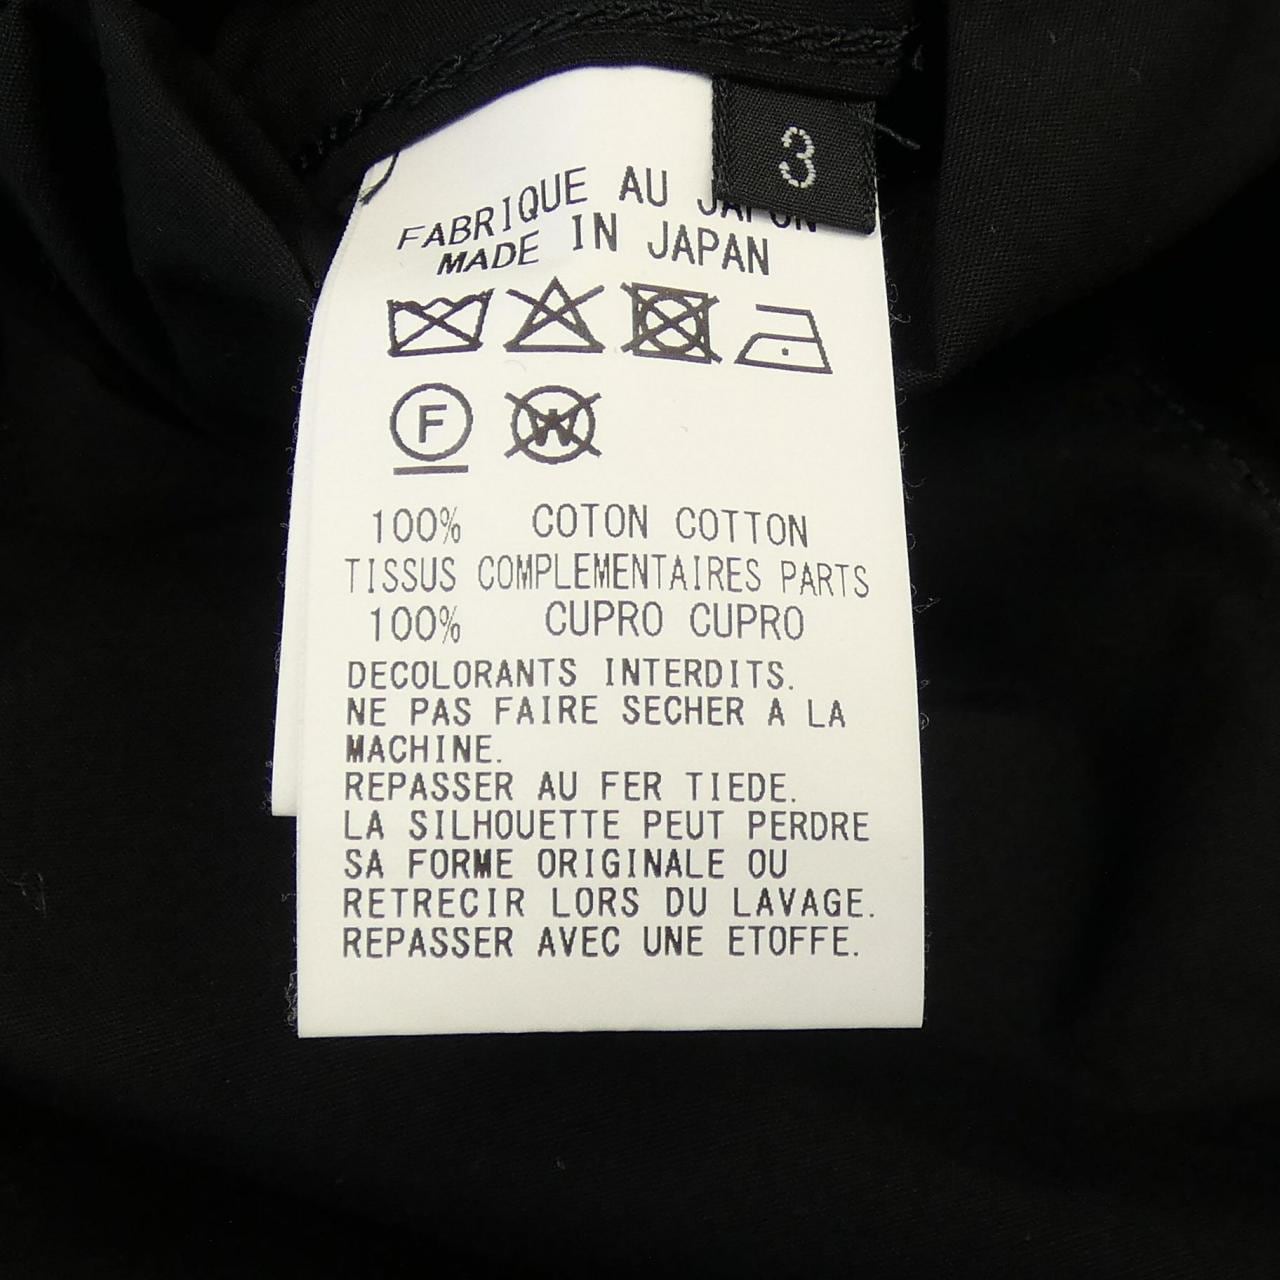 3
FABRIQUE AU JAPON
MADE IN JAPAN
F
W
100% COTON COTTON
TISSUS COMPLEMENTAIRES PARTS
100% CUPRO CUPRO
DECOLORANTS INTERDITS.
NE PAS FAIRE SECHER A LA
MACHINE.
REPASSER AU FER TIEDE.
LA SILHOUETTE PEUT PERDRE
SA FORME ORIGINALE OU
RETRECIR LORS DU LAVAGE.
REPASSER AVEC UNE ETOFFE.